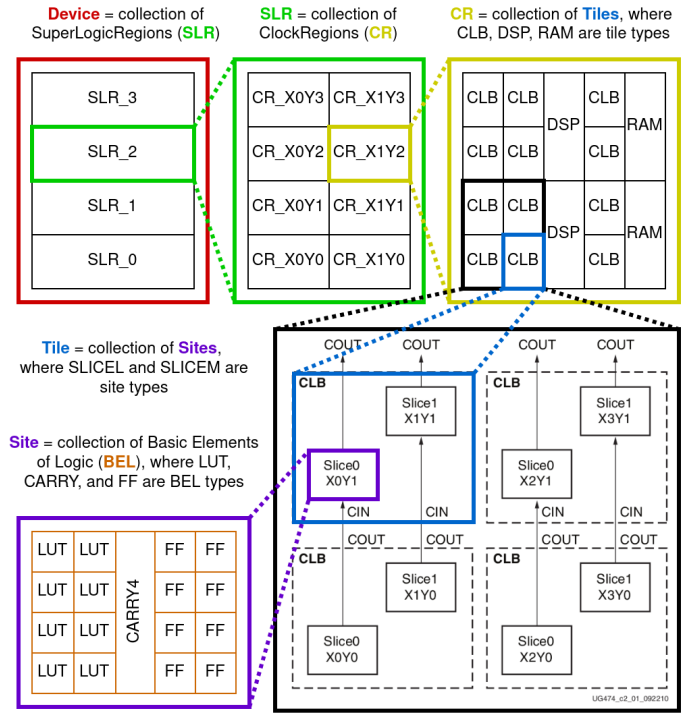 Device = collection of
SuperLogicRegions (SLR)
SLR = collection of
ClockRegions (CR)
CR = collection of Tiles, where
CLB, DSP, RAM are tile types
SLR_3
SLR_2
SLR_1
SLR_0
CR_X0Y3 CR_X1Y3
CR_X0Y2 CR_X1Y2
CR_X0Y1 CR_X1Y1
CR_X0Y0 CR_X1Y0
CLB CLB CLB
DSP RAM
CLB CLB CLB
CLB CLB CLB
DSP RAM
CLB CLB CLB
Tile = collection of Sites,
where SLICEL and SLICEM are
site types
Site = collection of Basic Elements
of Logic (BEL), where LUT,
CARRY, and FF are BEL types
LUT LUT FF FF
LUT LUT FF FF
LUT LUT FF FF
LUT LUT FF FF
CARRY4
COUT COUT COUT COUT
CLB
Slice1
X1Y1
Slice0
X0Y1
CIN CIN
CLB
Slice1
X3Y1
Slice0
X2Y1
CIN CIN
COUT COUT COUT COUT
CLB
Slice1
X1Y0
Slice0
X0Y0
CLB
Slice1
X3Y0
Slice0
X2Y0
UG474_c2_01_092210